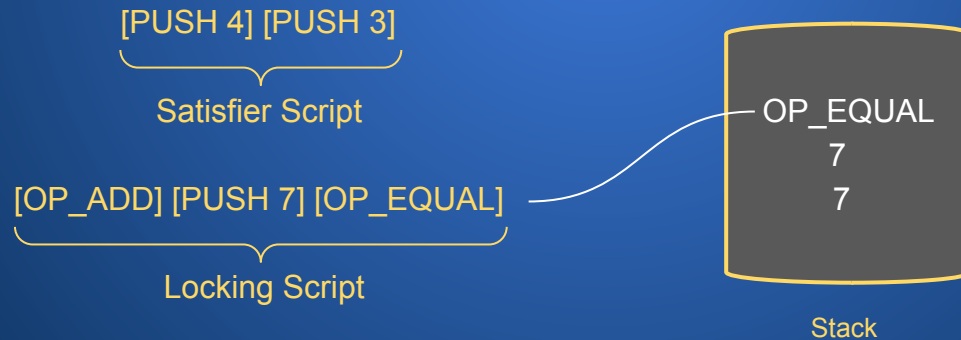 [PUSH 4] [PUSH 3]
Satisfier Script
[OP_ADD] [PUSH 7] [OP_EQUAL]
Locking Script
OP_EQUAL
7
7
Stack